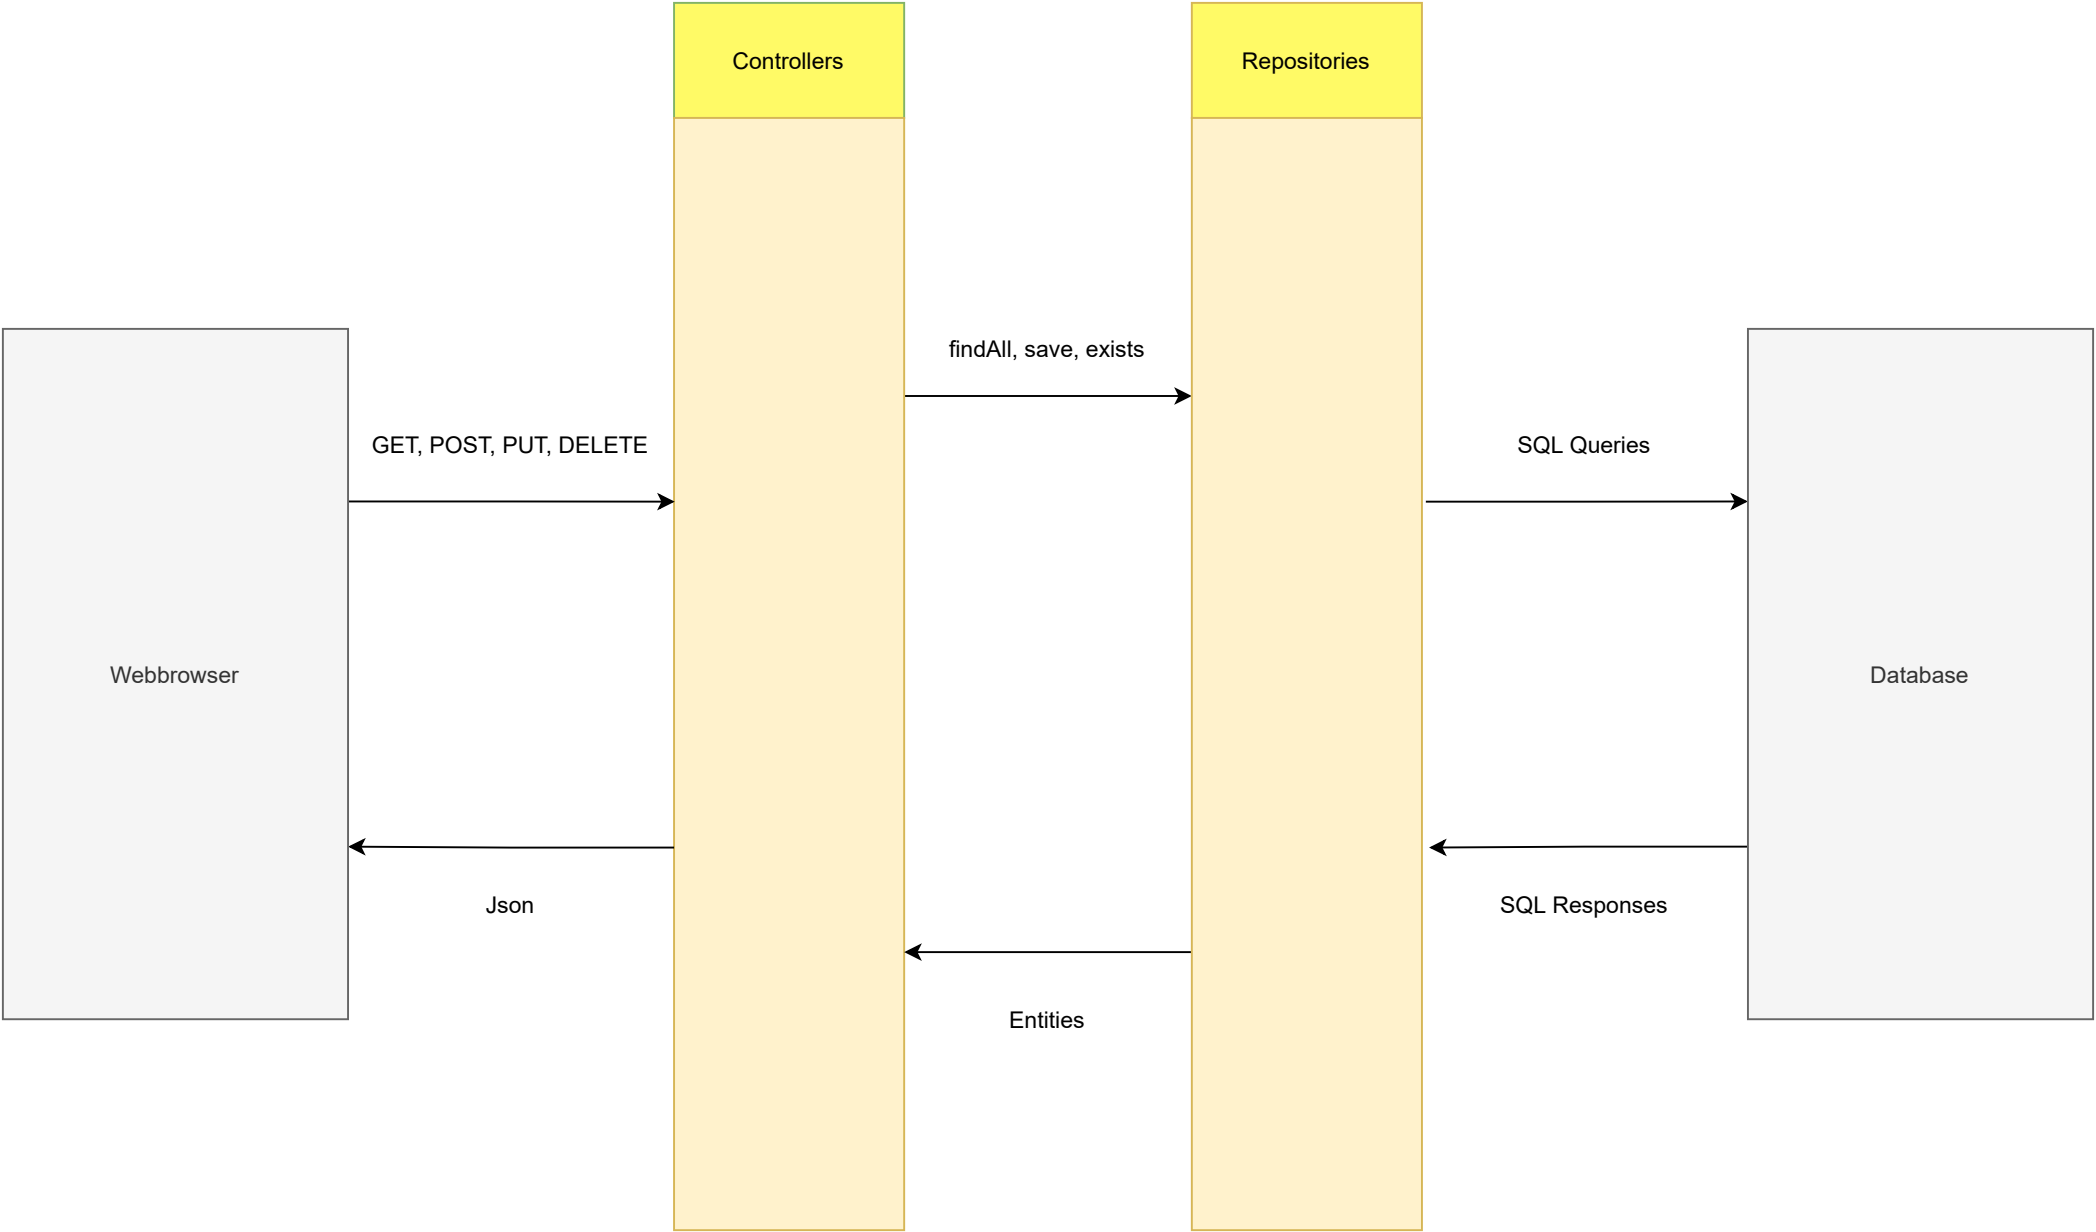 Controllers
Repositories
findAll, save, exists
GET, POST, PUT, DELETE
SQL Queries
Webbrowser
Database
Json
SQL Responses
Entities